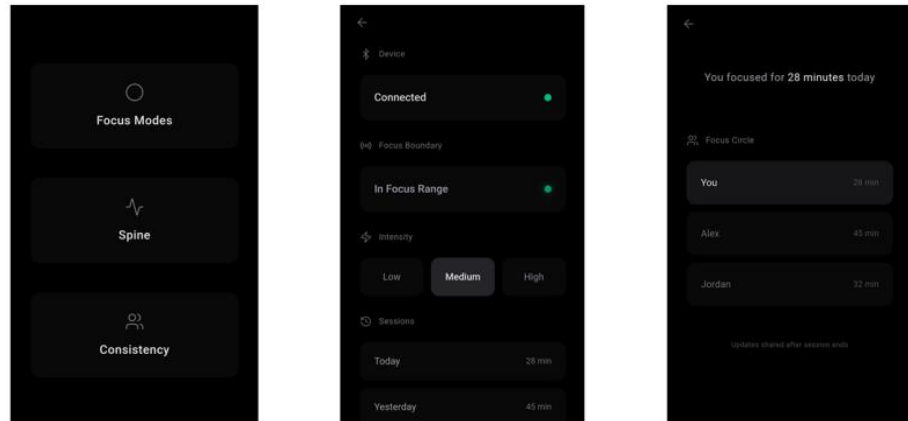 Focus Modes
Spine
Consistency
Device
Connected
Focus Boundary
In Focus Range
Intensity
Low Medium High
Sessions
Today 28 min
Yesterday 45 min
You focused for 28 minutes today
Focus Circle
You 28 min
Alex 45 min
Jordan 32 min
Updates shared after session ends